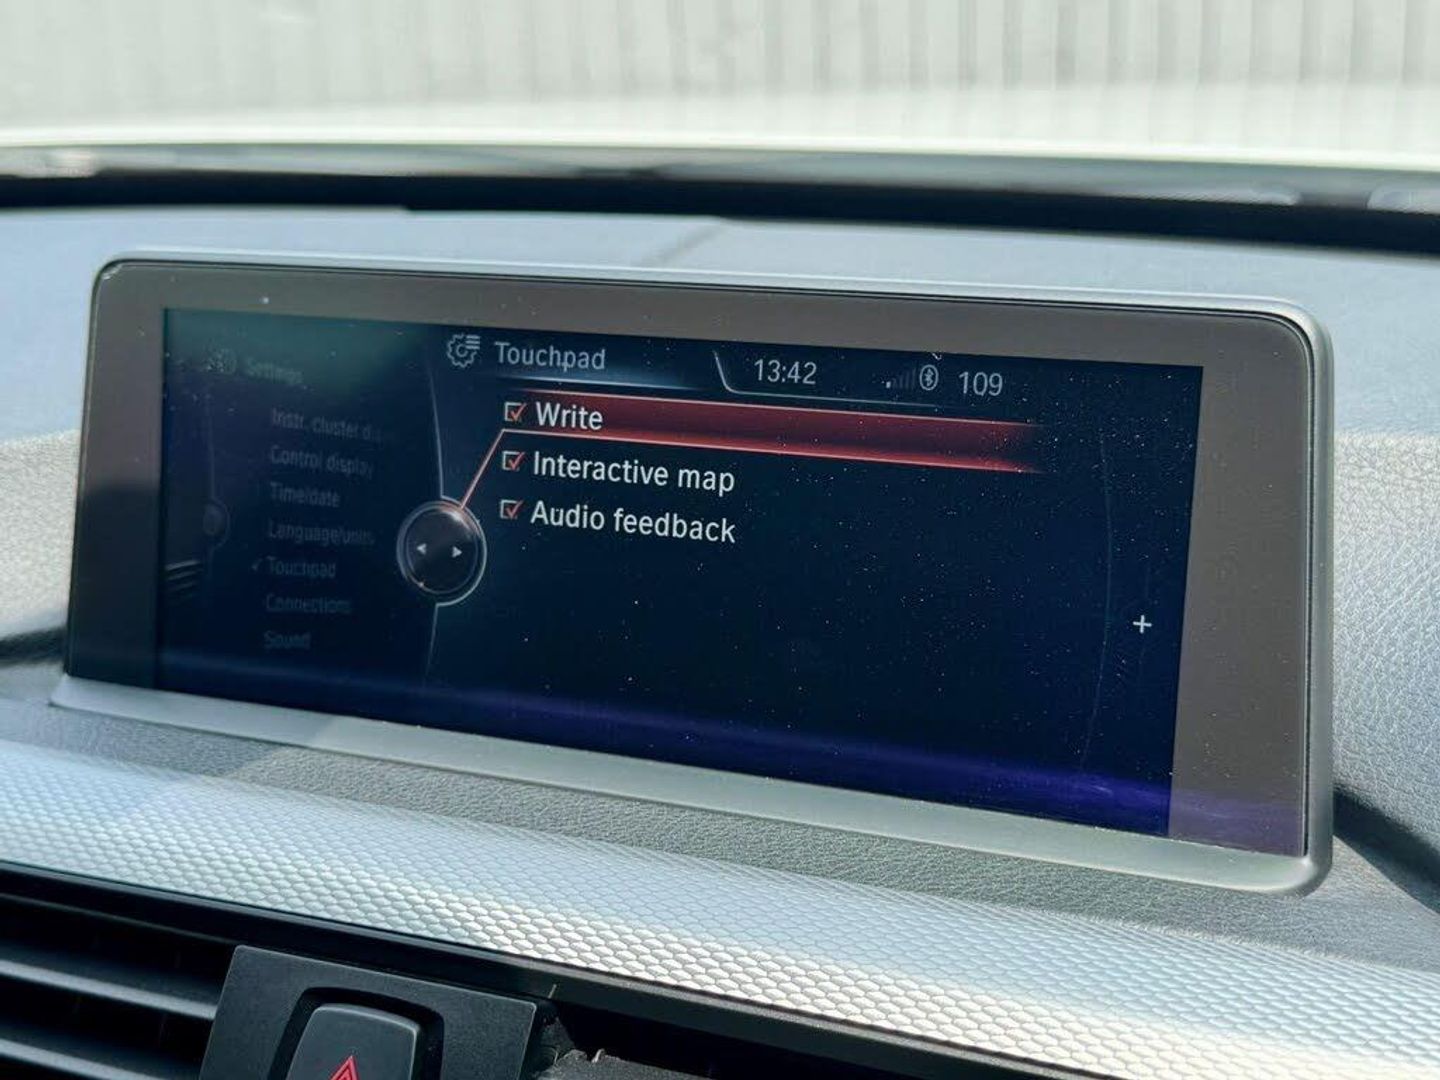 Settings
Touchpad
13:42
109
Instr. cluster d
Control display
Time/date
Language/units
Touchpad
Connections
Sound
Write
Interactive map
Audio feedback
+